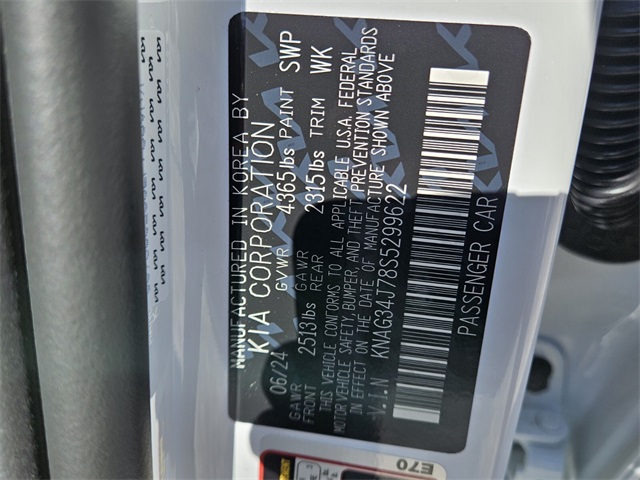 MANUFACTURED IN KOREA BY
KIA CORPORATION
06/24 GVWR 4365lbs PAINT SWP
GAWR FRONT 2513lbs GAWR REAR 2315lbs TRIM WK
THIS VEHICLE CONFORMS TO ALL APPLICABLE U.S.A. FEDERAL
MOTOR VEHICLE SAFETY, BUMPER, AND THEFT PREVENTION STANDARDS
IN EFFECT ON THE DATE OF MANUFACTURE SHOWN ABOVE
V.I.N KNAG34J78S5299622
PASSENGER CAR
E70